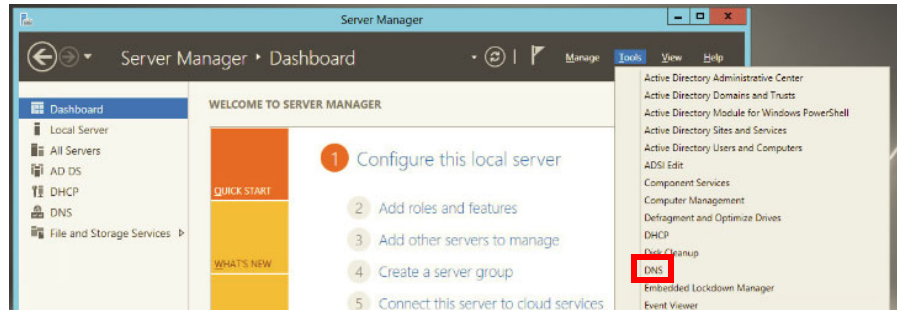 Server Manager
Server Manager • Dashboard
Manage Tools View Help
Dashboard
Local Server
All Servers
AD DS
DHCP
DNS
File and Storage Services
WELCOME TO SERVER MANAGER
QUICK START
WHAT'S NEW
1 Configure this local server
2 Add roles and features
3 Add other servers to manage
4 Create a server group
5 Connect this server to cloud services
Active Directory Administrative Center
Active Directory Domains and Trusts
Active Directory Module for Windows PowerShell
Active Directory Sites and Services
Active Directory Users and Computers
ADSI Edit
Component Services
Computer Management
Defragment and Optimize Drives
DHCP
Disk Cleanup
DNS
Embedded Lockdown Manager
Event Viewer